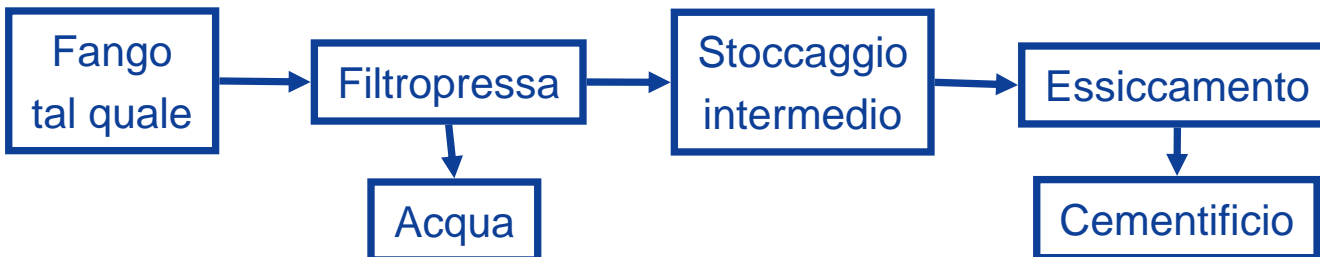 Fango
tal quale
Filtropressa
Stoccaggio
intermedio
Essiccamento
Acqua
Cementificio